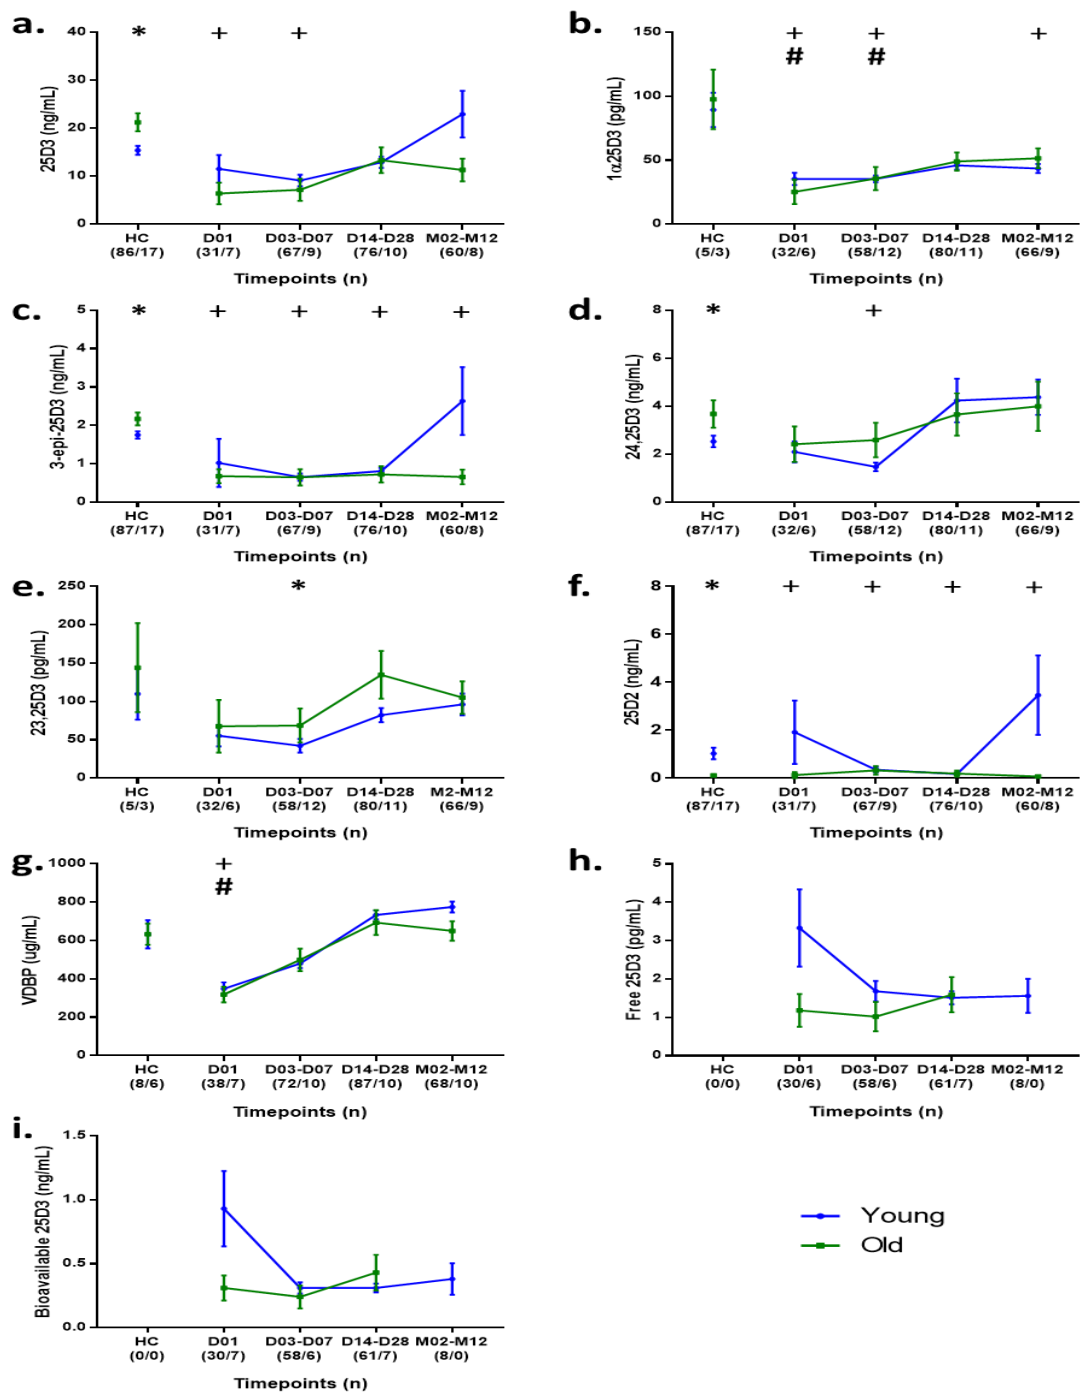 a.
40
30
20
10
0
25D3 (ng/mL)
* + +
HC D01 D03-D07 D14-D28 M02-M12
(86/17) (31/7) (67/9) (76/10) (60/8)
Timepoints (n)
b.
150
100
50
0
1α25D3 (pg/mL)
+ + +
# #
HC D01 D03-D07 D14-D28 M02-M12
(5/3) (32/6) (58/12) (80/11) (66/9)
Timepoints (n)
c.
5
4
3
2
1
0
3-epi-25D3 (ng/mL)
* + + + +
HC D01 D03-D07 D14-D28 M02-M12
(87/17) (31/7) (67/9) (76/10) (60/8)
Timepoints (n)
d.
8
6
4
2
0
24,25D3 (ng/mL)
* +
HC D01 D03-D07 D14-D28 M02-M12
(87/17) (32/6) (58/12) (80/11) (66/9)
Timepoints (n)
e.
250
200
150
100
50
0
23,25D3 (pg/mL)
*
HC D01 D03-D07 D14-D28 M2-M12
(5/3) (32/6) (58/12) (80/11) (66/9)
Timepoints (n)
f.
8
6
4
2
0
25D2 (ng/mL)
* + + + +
HC D01 D03-D07 D14-D28 M02-M12
(87/17) (31/7) (67/9) (76/10) (60/8)
Timepoints (n)
g.
1000
800
600
400
200
0
VDBP (ug/mL)
+
#
HC D01 D03-D07 D14-D28 M02-M12
(8/6) (38/7) (72/10) (87/10) (68/10)
Timepoints (n)
h.
5
4
3
2
1
0
Free 25D3 (pg/mL)
HC D01 D03-D07 D14-D28 M02-M12
(0/0) (30/6) (58/6) (61/7) (8/0)
Timepoints (n)
i.
1.5
1.0
0.5
0.0
Bioavailable 25D3 (ng/mL)
HC D01 D03-D07 D14-D28 M02-M12
(0/0) (30/7) (58/6) (61/7) (8/0)
Timepoints (n)
Young
Old